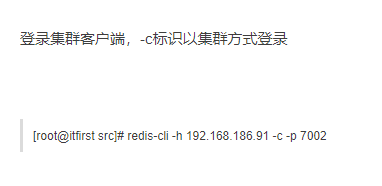 登录集群客户端，-c标识以集群方式登录
[root@itfirst src]# redis-cli -h 192.168.186.91 -c -p 7002